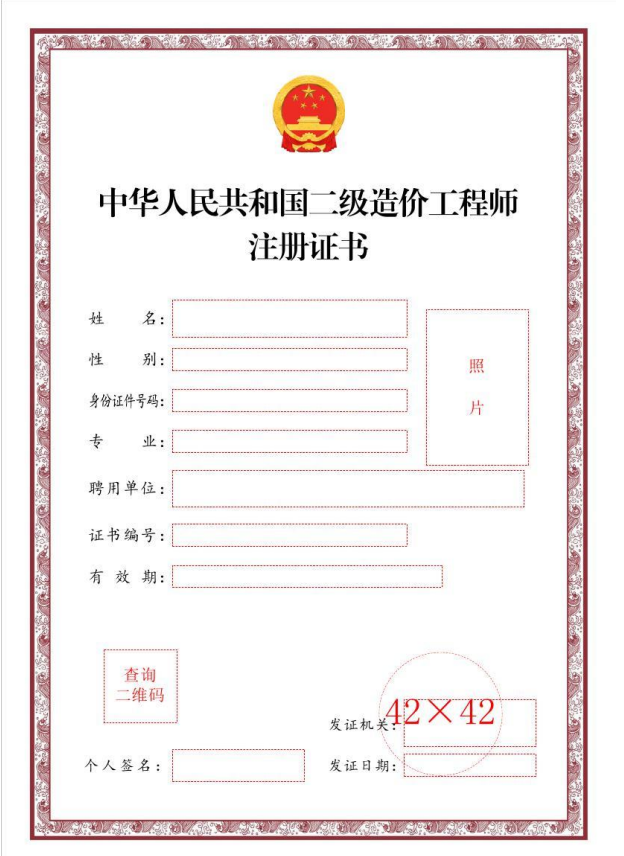 中华人民共和国二级造价工程师
注册证书
姓 名:
性 别:
身份证件号码:
专 业:
聘用单位:
证书编号:
有 效 期:
照
片
查询
二维码
42×42
发证机关:
个人签名:
发证日期: